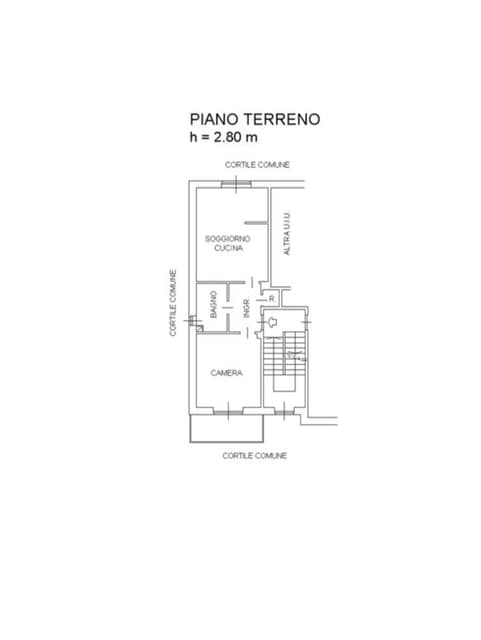 PIANO TERRENO
h = 2.80 m
CORTILE COMUNE
SOGGIORNO
CUCINA
ALTRA U.I.U.
CORTILE COMUNE
BAGNO
INGR.
R.
CAMERA
CORTILE COMUNE